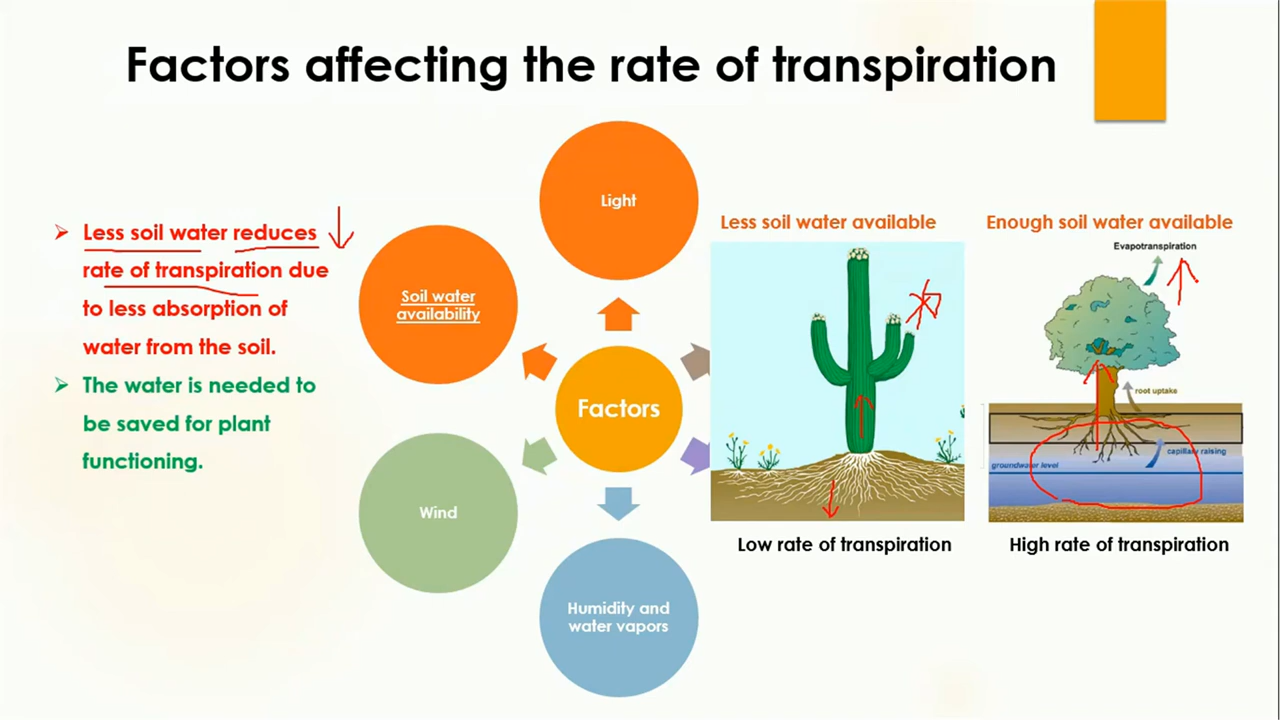 Factors affecting the rate of transpiration
➢ Less soil water reduces
rate of transpiration due
to less absorption of
water from the soil.
➢ The water is needed to
be saved for plant
functioning.
Light
Soil water
availability
Factors
Wind
Humidity and
water vapors
Less soil water available
Low rate of transpiration
Enough soil water available
Evapotranspiration
root uptake
capillary raising
groundwater level
High rate of transpiration